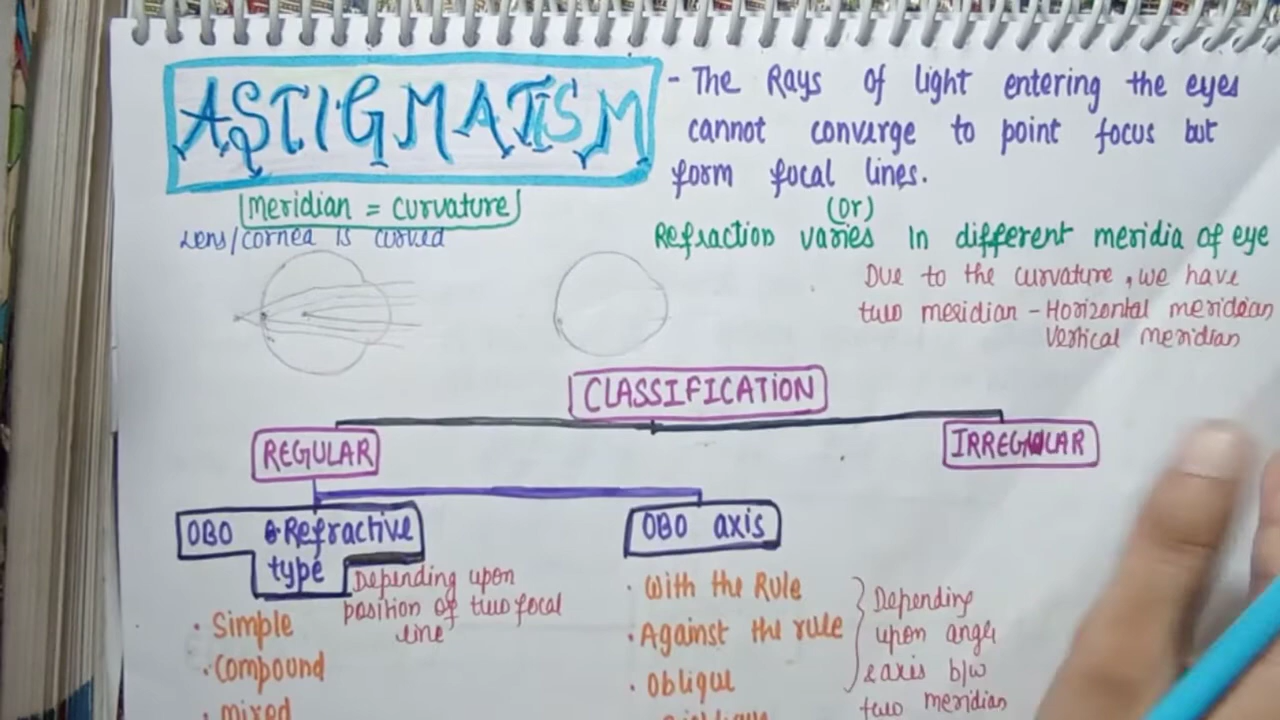 ASTIGMATISM
- The Rays of light entering the eyes
cannot converge to point focus but
form focal lines.
(or)
Refraction varies In different meridia of eye
Meridian = curvature
Lens/cornea is curved
Due to the curvature, we have
two meridian - Horizontal meridian
Vertical Meridian
CLASSIFICATION
REGULAR
IRREGULAR
OBO Refractive
type
Depending upon
position of two focal
line
• Simple
• Compound
• mixed
OBO axis
• With the Rule
• Against the rule
• Oblique
Depending
upon angle
& axis b/w
two meridian